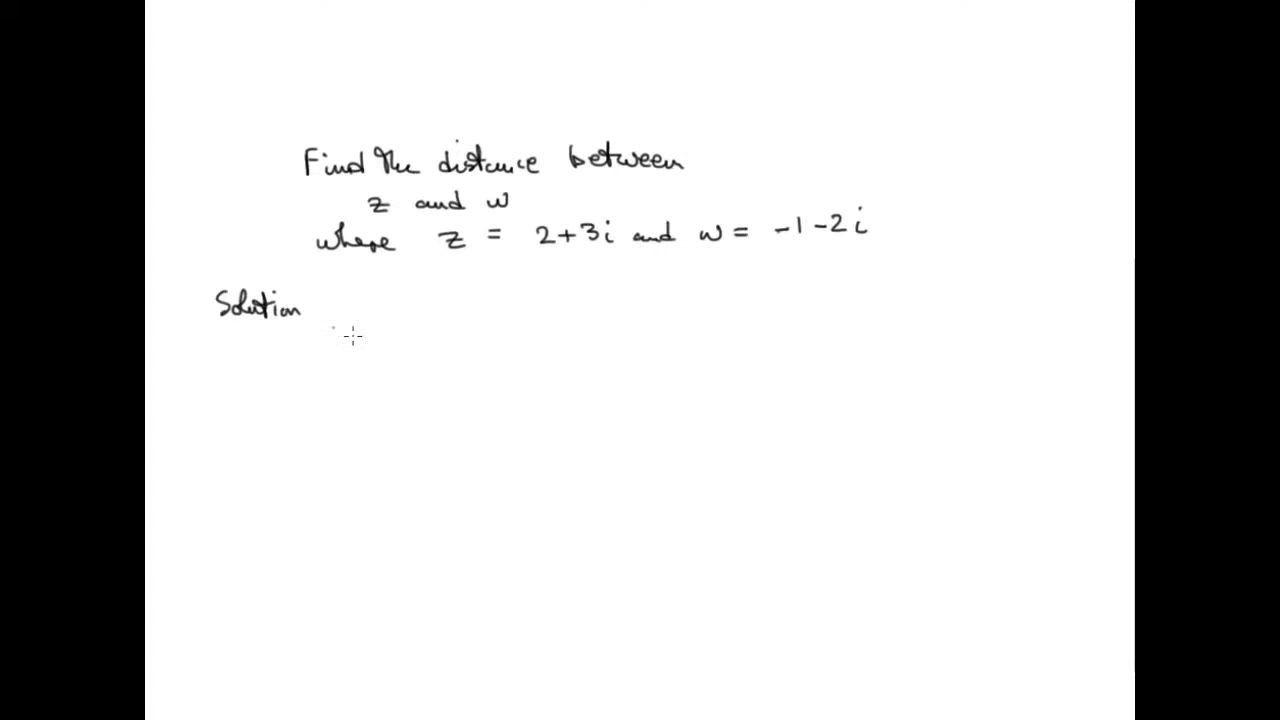 Find the distance between
z and w
where z = 2+3i and w = -1-2i
Solution